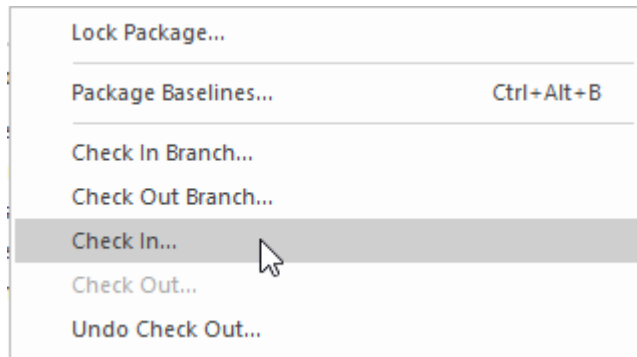 Lock Package...
Package Baselines... Ctrl+Alt+B
Check In Branch...
Check Out Branch...
Check In...
Check Out...
Undo Check Out...